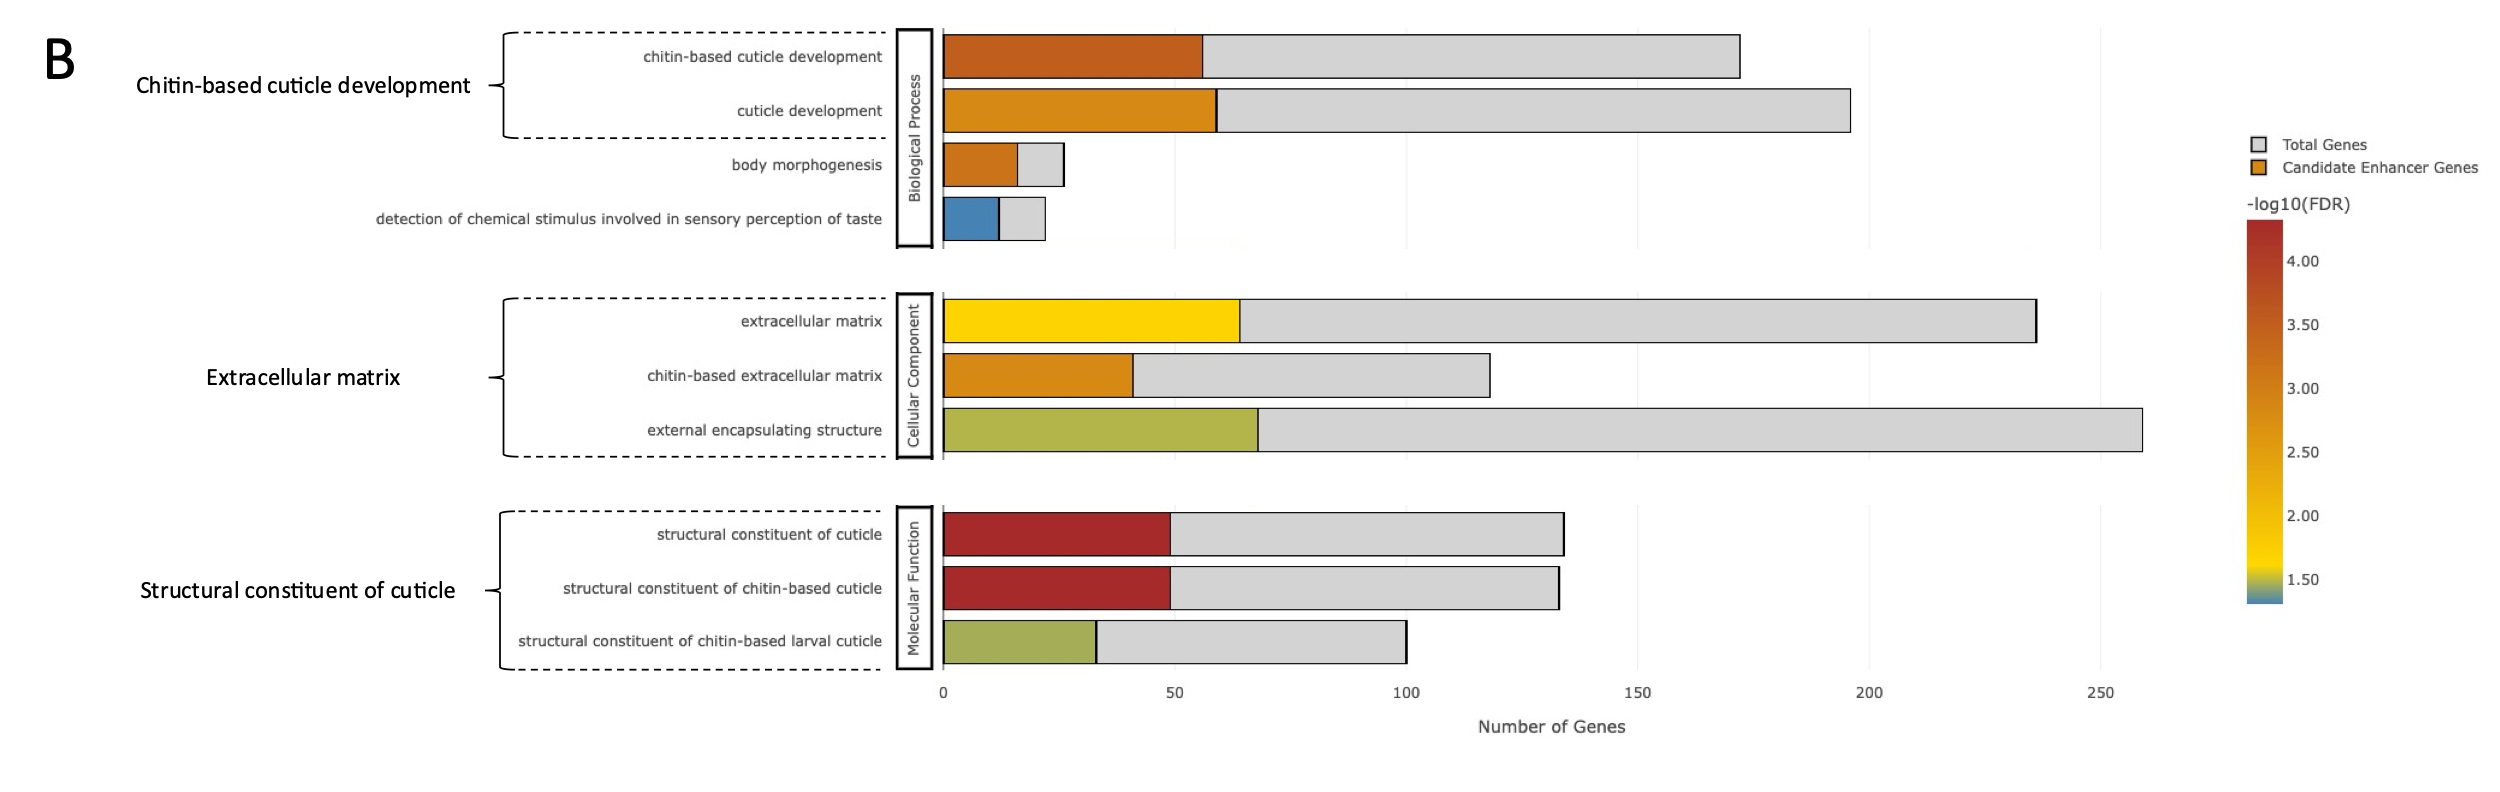 B
Chitin-based cuticle development
chitin-based cuticle development
cuticle development
body morphogenesis
detection of chemical stimulus involved in sensory perception of taste
Biological Process
Extracellular matrix
extracellular matrix
chitin-based extracellular matrix
external encapsulating structure
Cellular Component
Structural constituent of cuticle
structural constituent of cuticle
structural constituent of chitin-based cuticle
structural constituent of chitin-based larval cuticle
Molecular Function
0 50 100 150 200 250
Number of Genes
Total Genes
Candidate Enhancer Genes
-log10(FDR)
4.00
3.50
3.00
2.50
2.00
1.50